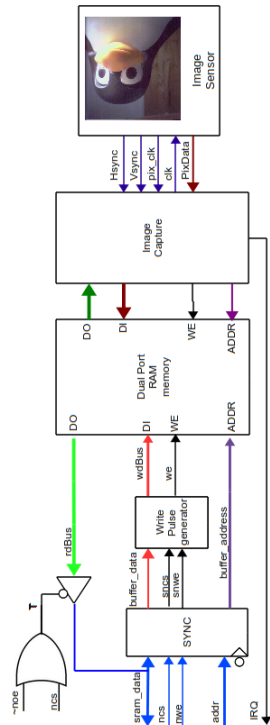 Image
Sensor
Hsync
Vsync
pix_clk
clk
PixData
Image
Capture
DO
DI
WE
ADDR
Dual Port
RAM
memory
DO
DI
WE
ADDR
rdBus
wdBus
we
Write
Pulse
generator
buffer_data
sncs
snwe
buffer_address
SYNC
T
~noe
ncs
sram_data
ncs
nwe
addr
IRQ